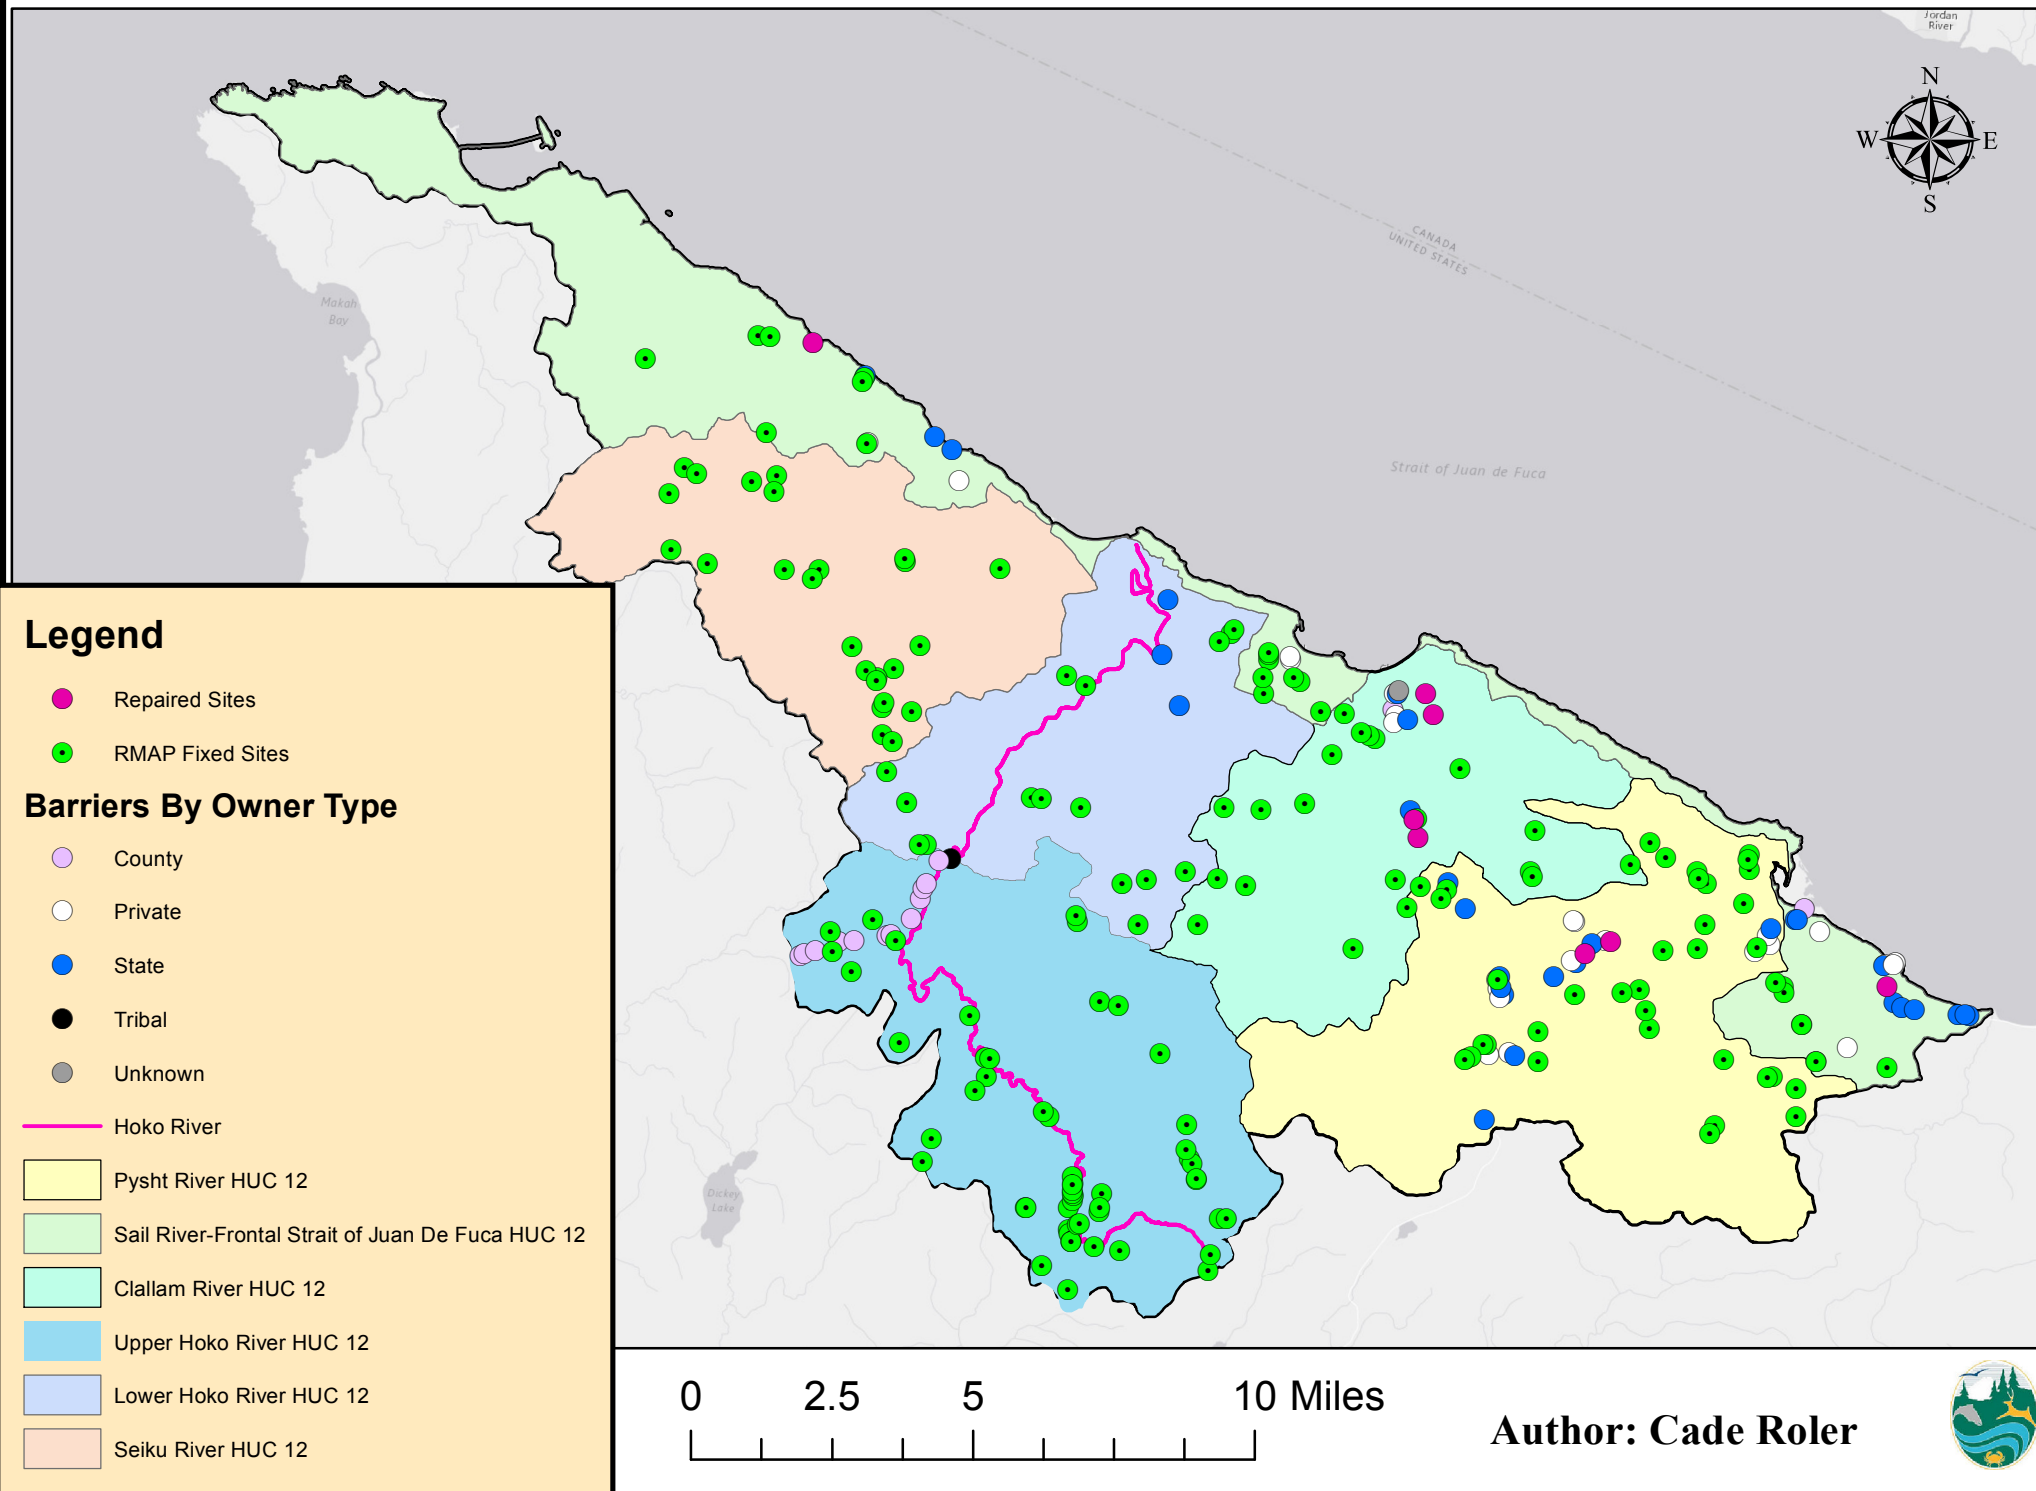 Jordan
River
N
W
E
S
CANADA
UNITED STATES
Makah
Bay
Strait of Juan de Fuca
Legend
Repaired Sites
RMAP Fixed Sites
Barriers By Owner Type
County
Private
State
Tribal
Unknown
Hoko River
Pysht River HUC 12
Sail River-Frontal Strait of Juan De Fuca HUC 12
Clallam River HUC 12
Upper Hoko River HUC 12
Lower Hoko River HUC 12
Seiku River HUC 12
Dickey
Lake
0 2.5 5 10 Miles
Author: Cade Roler